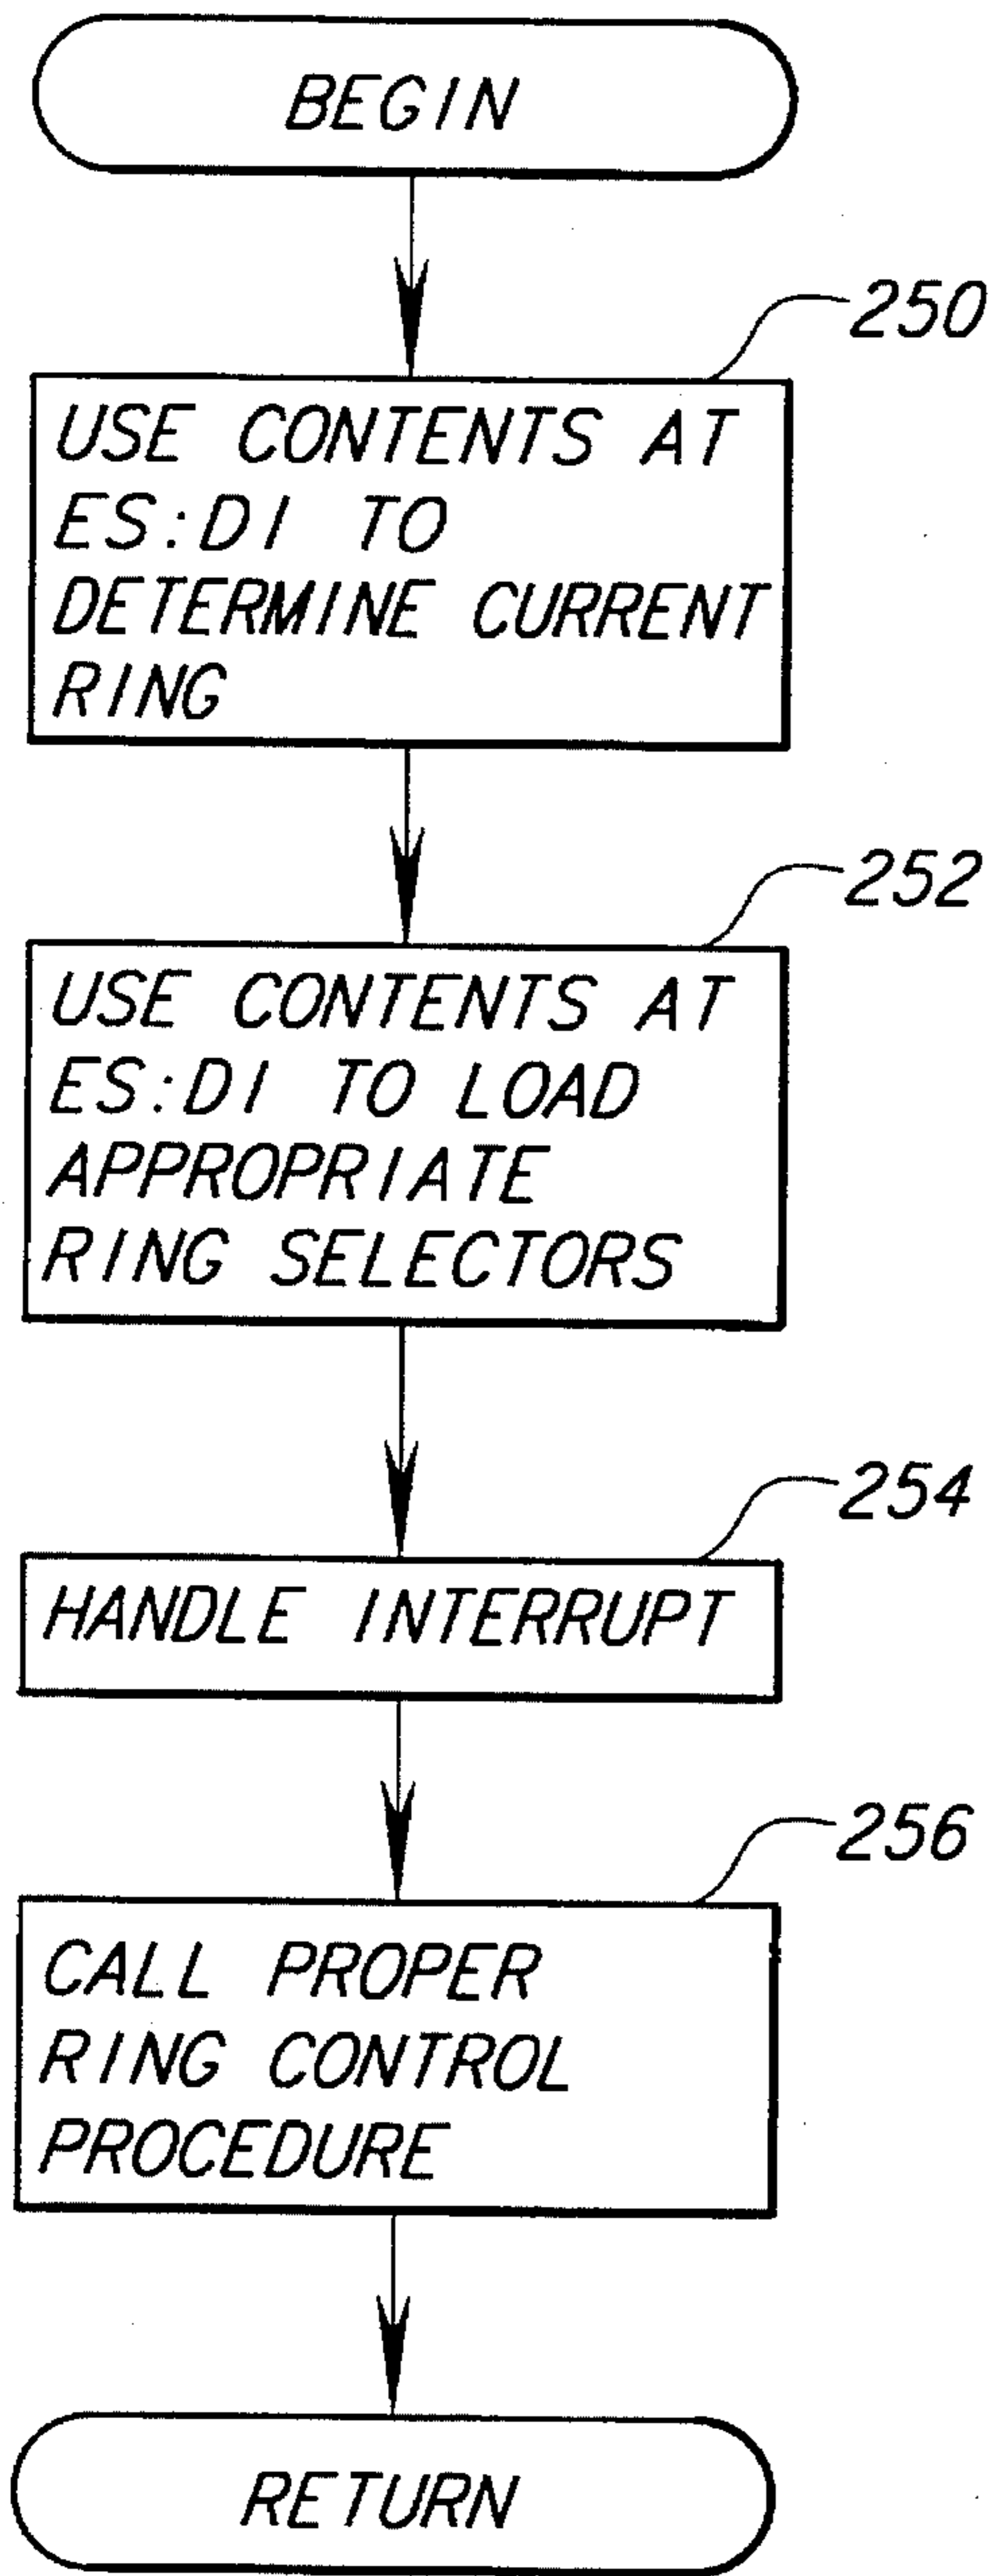 BEGIN
250
USE CONTENTS AT
ES:DI TO
DETERMINE CURRENT
RING
252
USE CONTENTS AT
ES:DI TO LOAD
APPROPRIATE
RING SELECTORS
254
HANDLE INTERRUPT
256
CALL PROPER
RING CONTROL
PROCEDURE
RETURN